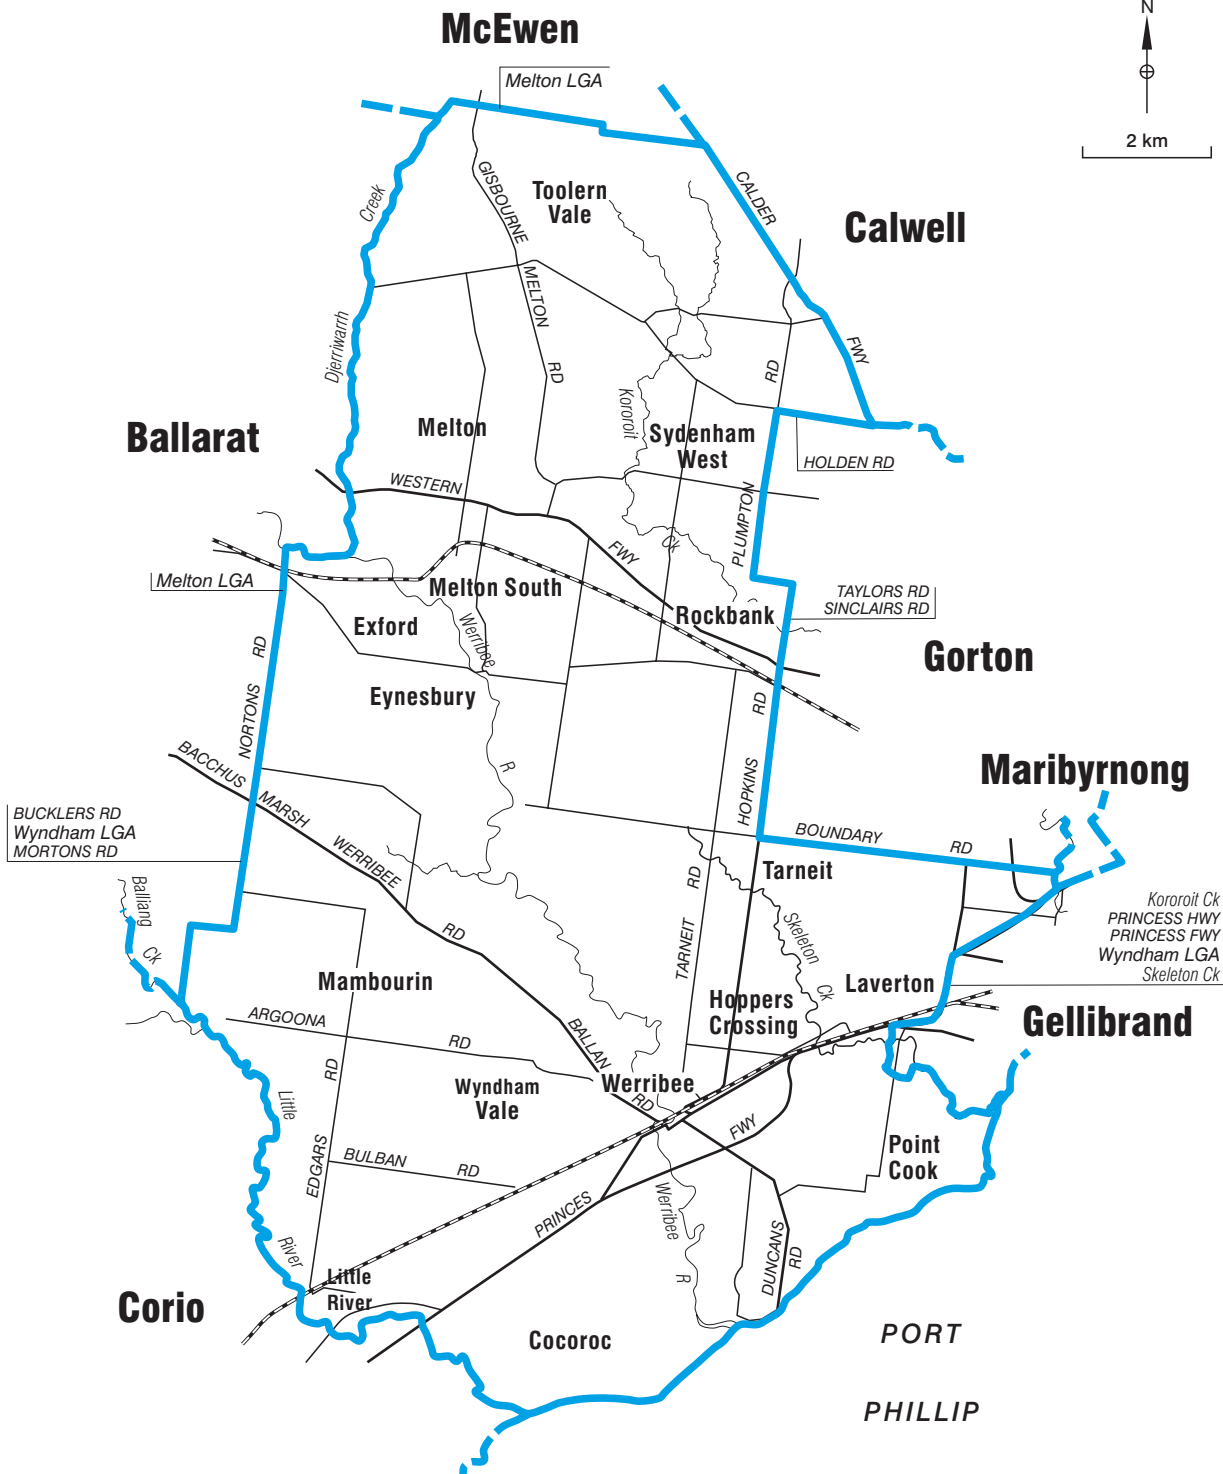 McEwen
N
Melton LGA
2 km
Creek
GISBOURNE
Toolern
Vale
CALDER
Calwell
MELTON
Djerriwarrh
FWY
RD
RD
Kororoit
Ballarat
Melton
Sydenham
West
HOLDEN RD
WESTERN
PLUMPTON
FWY
Ck
Melton LGA
Melton South
TAYLORS RD
SINCLAIRS RD
Rockbank
Exford
Werribee
RD
Gorton
Eynesbury
NORTONS
RD
BACCHUS
R
Maribyrnong
HOPKINS
MARSH
BUCKLERS RD
Wyndham LGA
MORTONS RD
BOUNDARY
RD
WERRIBEE
Tarneit
RD
Balliang
Kororoit Ck
PRINCESS HWY
PRINCESS FWY
Wyndham LGA
Skeleton Ck
Skeleton
RD
TARNEIT
Ck
Mambourin
Laverton
Ck
Hoppers
Crossing
ARGOONA
Gellibrand
BALLAN
RD
RD
Wyndham
Vale
Werribee
RD
Little
FWY
Point
Cook
EDGARS
BULBAN
RD
PRINCES
Werribee
River
DUNCANS
RD
R
Little
River
Corio
Cocoroc
PORT
PHILLIP